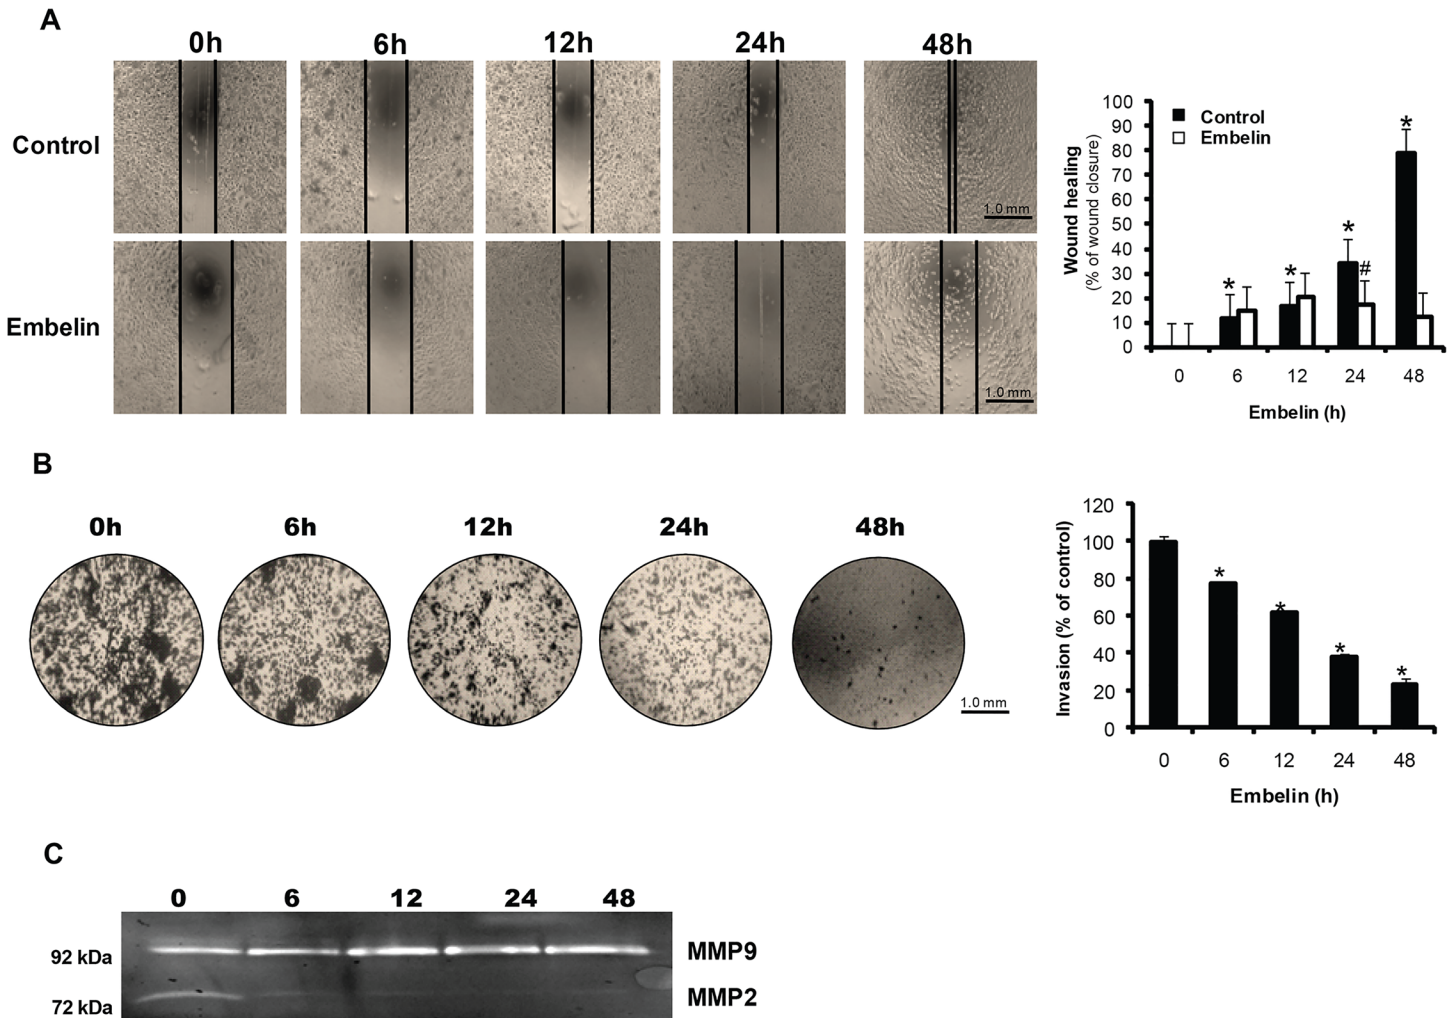 A
0h 6h 12h 24h 48h
Control
1.0 mm
Embelin
1.0 mm
Wound healing
(% of wound closure)
100
90
80
70
60
50
40
30
20
10
0
Control
Embelin
*
*
*
#
*
0 6 12 24 48
Embelin (h)
B
0h 6h 12h 24h 48h
1.0 mm
Invasion (% of control)
120
100
80
60
40
20
0
*
*
*
*
0 6 12 24 48
Embelin (h)
C
0 6 12 24 48
92 kDa MMP9
72 kDa MMP2